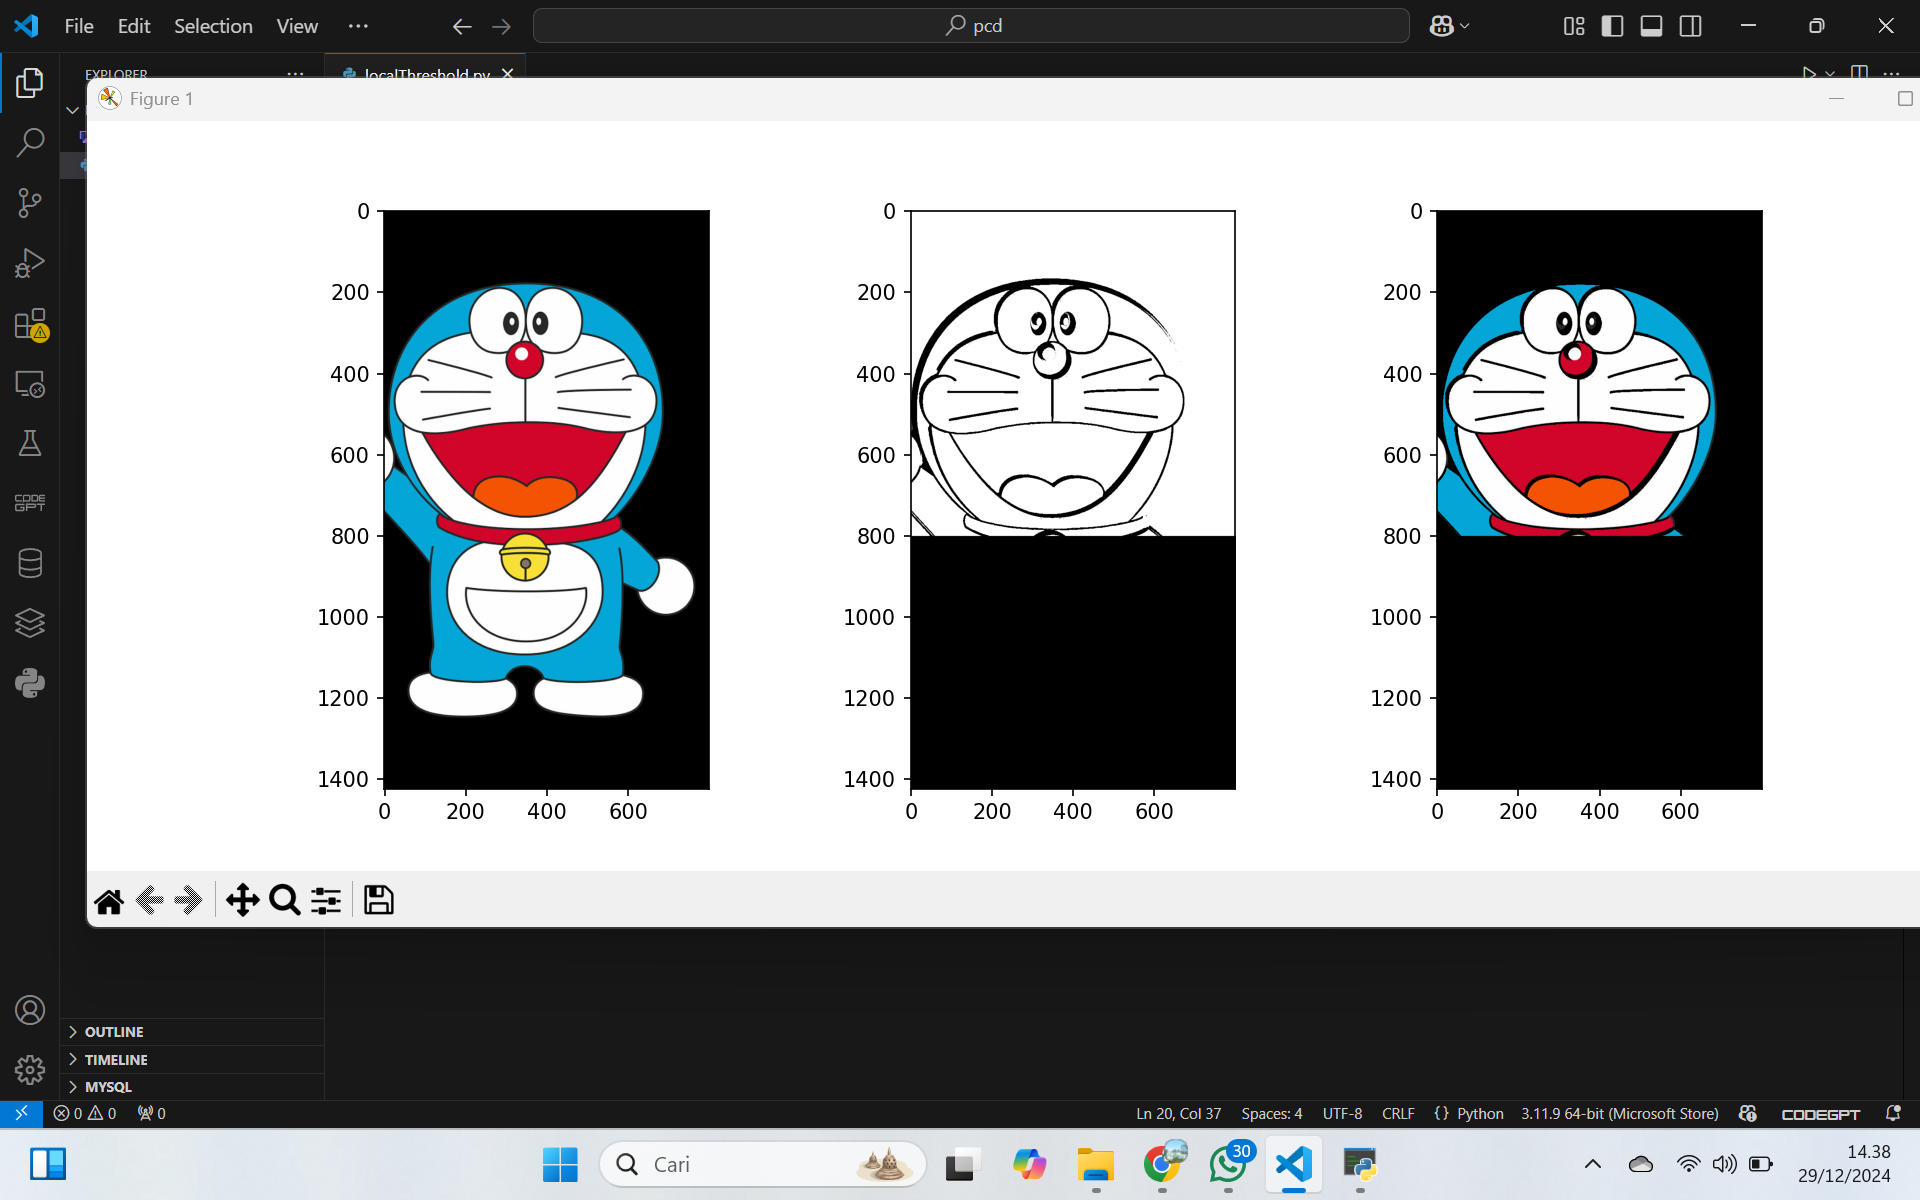 File Edit Selection View ··· pcd
EXPLORER ··· localThreshold.py
Figure 1
0
200
400
600
800
1000
1200
1400
0 200 400 600
0
200
400
600
800
1000
1200
1400
0 200 400 600
0
200
400
600
800
1000
1200
1400
0 200 400 600
CODE
GPT
OUTLINE
TIMELINE
MYSQL
0 0 0 Ln 20, Col 37 Spaces: 4 UTF-8 CRLF {} Python 3.11.9 64-bit (Microsoft Store) CODEGPT
Cari 30 14.38
29/12/2024